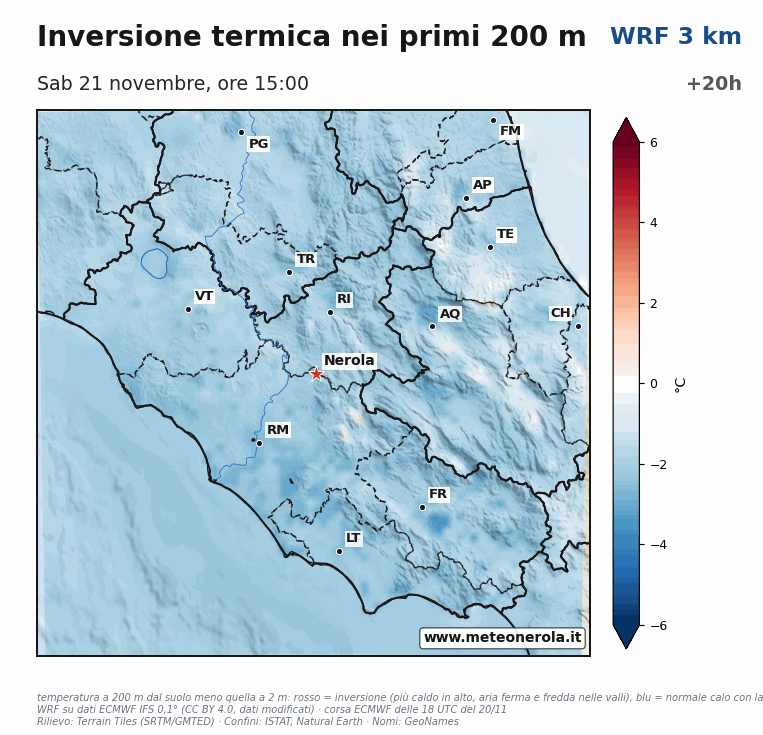 Inversione termica nei primi 200 m WRF 3 km
Sab 21 novembre, ore 15:00 +20h
PG
FM
AP
TE
TR
VT
RI
AQ
CH
Nerola
RM
FR
LT
www.meteonerola.it
6
4
2
0
−2
−4
−6
°C
temperatura a 200 m dal suolo meno quella a 2 m: rosso = inversione (più caldo in alto, aria ferma e fredda nelle valli), blu = normale calo con la
WRF su dati ECMWF IFS 0,1° (CC BY 4.0, dati modificati) · corsa ECMWF delle 18 UTC del 20/11
Rilievo: Terrain Tiles (SRTM/GMTED) · Confini: ISTAT, Natural Earth · Nomi: GeoNames